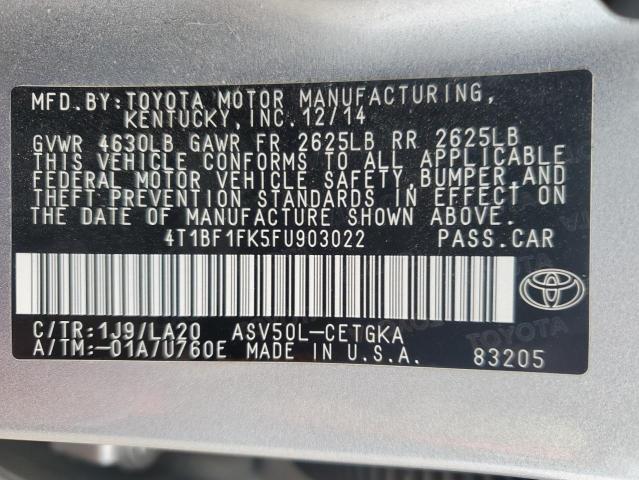 MFD.BY:TOYOTA MOTOR MANUFACTURING,
KENTUCKY, INC. 12/14
GVWR 4630LB GAWR FR 2625LB RR 2625LB
THIS VEHICLE CONFORMS TO ALL APPLICABLE
FEDERAL MOTOR VEHICLE SAFETY, BUMPER, AND
THEFT PREVENTION STANDARDS IN EFFECT ON
THE DATE OF MANUFACTURE SHOWN ABOVE.
4T1BF1FK5FU903022 PASS.CAR
C/TR:1J9/LA20 ASV50L-CETGKA
A/TM:-01A/U760E MADE IN U.S.A. 83205